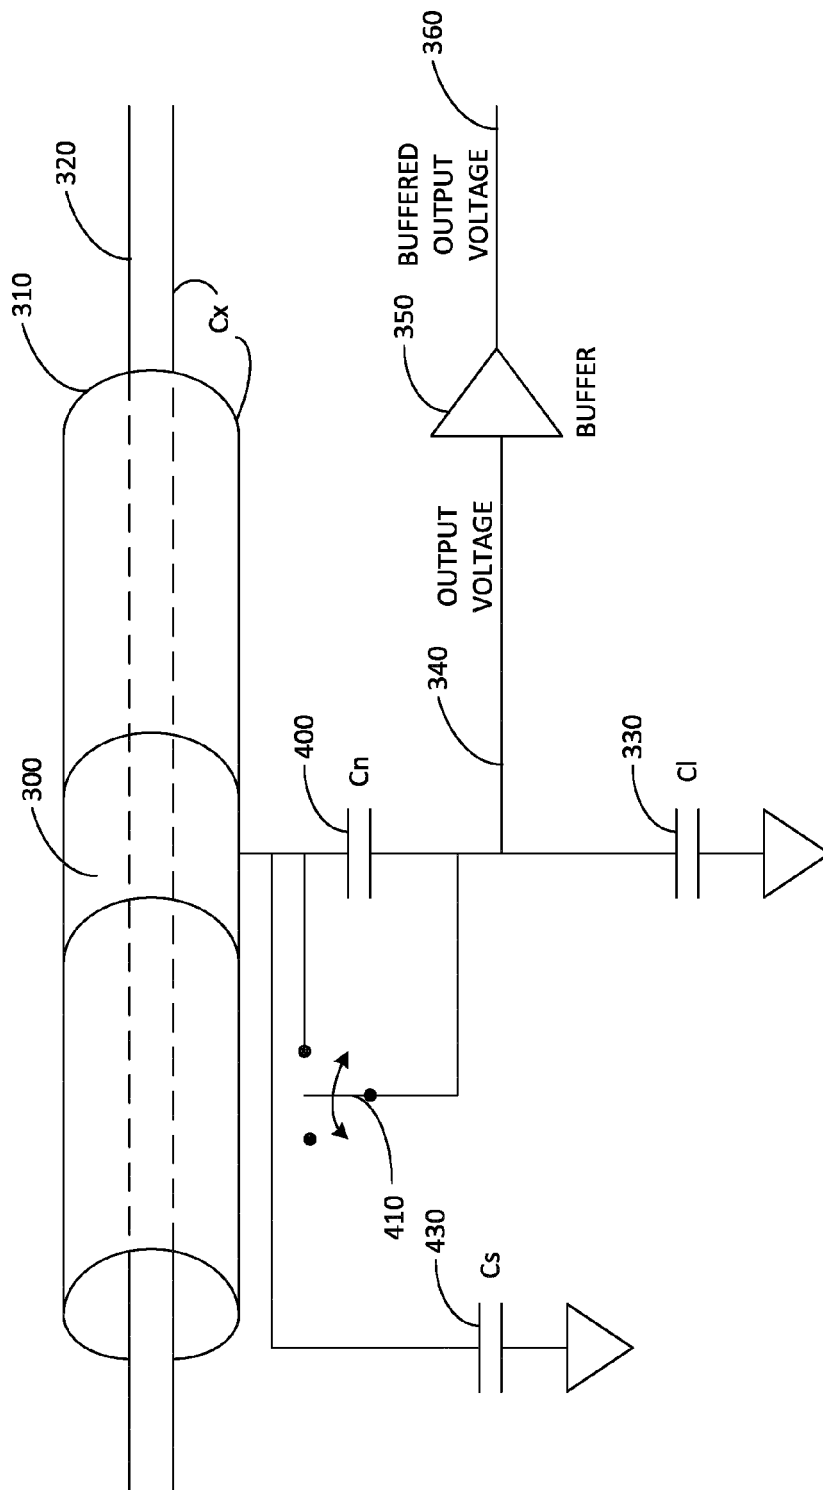 310
320
Cx
300
400
Cn
410
430
Cs
340
OUTPUT
VOLTAGE
350
BUFFER
BUFFERED
OUTPUT
VOLTAGE
360
330
Cl